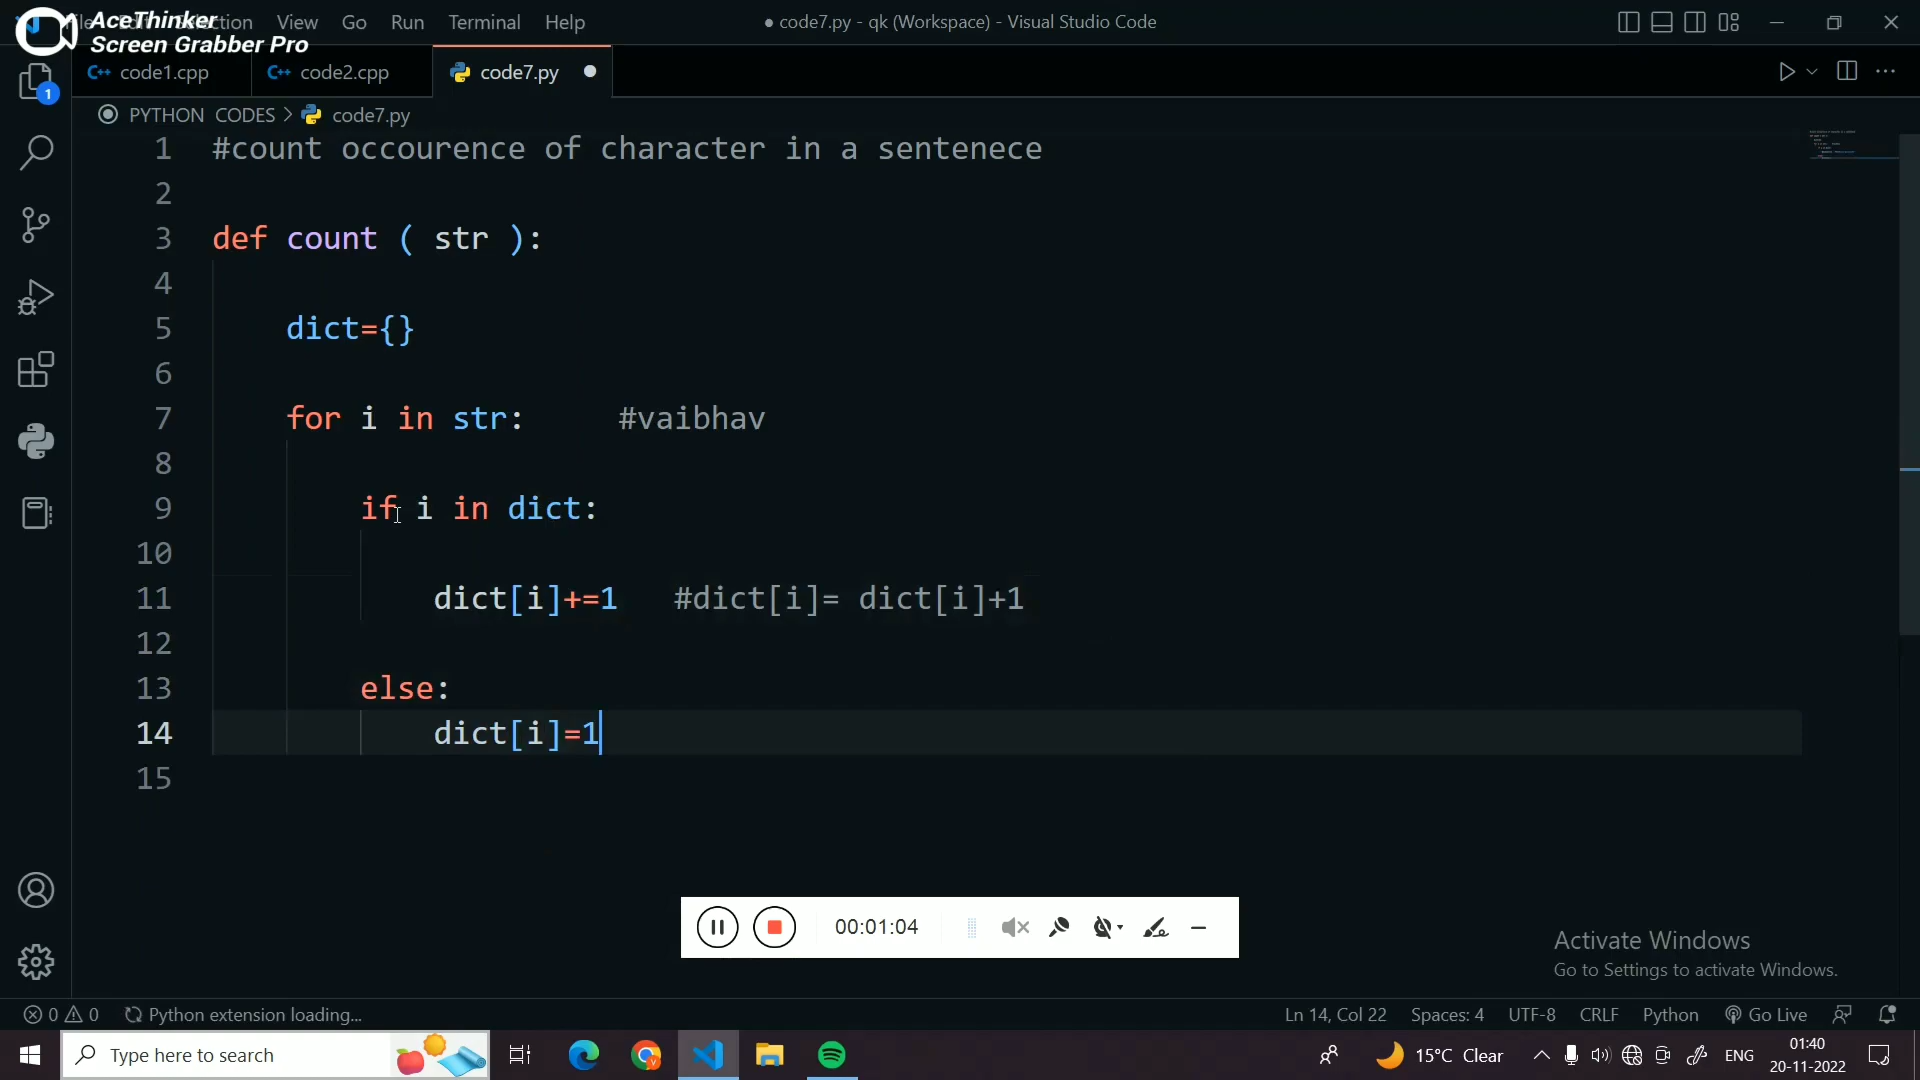 AceThinker
Screen Grabber Pro
Selection View Go Run Terminal Help
● code7.py - qk (Workspace) - Visual Studio Code
code1.cpp
code2.cpp
code7.py
1
PYTHON CODES > code7.py
1 #count occourence of character in a sentenece
2
3 def count ( str ):
4
5 dict={}
6
7 for i in str: #vaibhav
8
9 if i in dict:
10
11 dict[i]+=1 #dict[i]= dict[i]+1
12
13 else:
14 dict[i]=1
15
00:01:04
Activate Windows
Go to Settings to activate Windows.
0 0 Python extension loading...
Ln 14, Col 22 Spaces: 4 UTF-8 CRLF Python Go Live
Type here to search
15°C Clear
ENG
01:40
20-11-2022